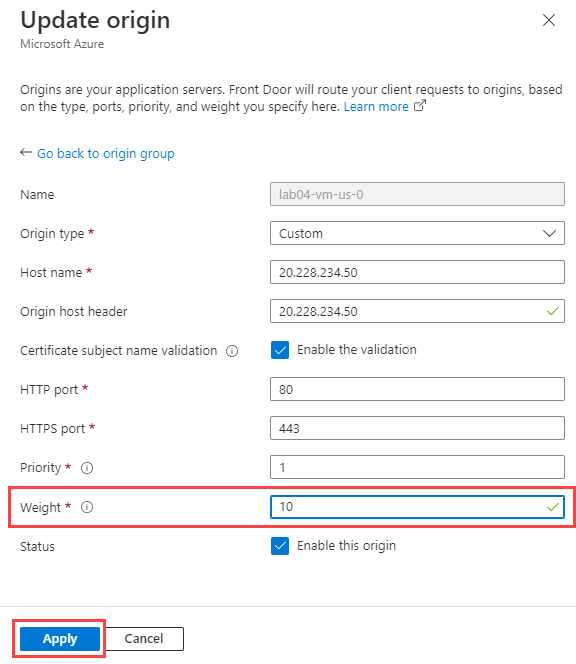 Update origin
Microsoft Azure
Origins are your application servers. Front Door will route your client requests to origins, based
on the type, ports, priority, and weight you specify here. Learn more
Go back to origin group
Name lab04-vm-us-0
Origin type * Custom
Host name * 20.228.234.50
Origin host header 20.228.234.50
Certificate subject name validation Enable the validation
HTTP port * 80
HTTPS port * 443
Priority * 1
Weight * 10
Status Enable this origin
Apply Cancel